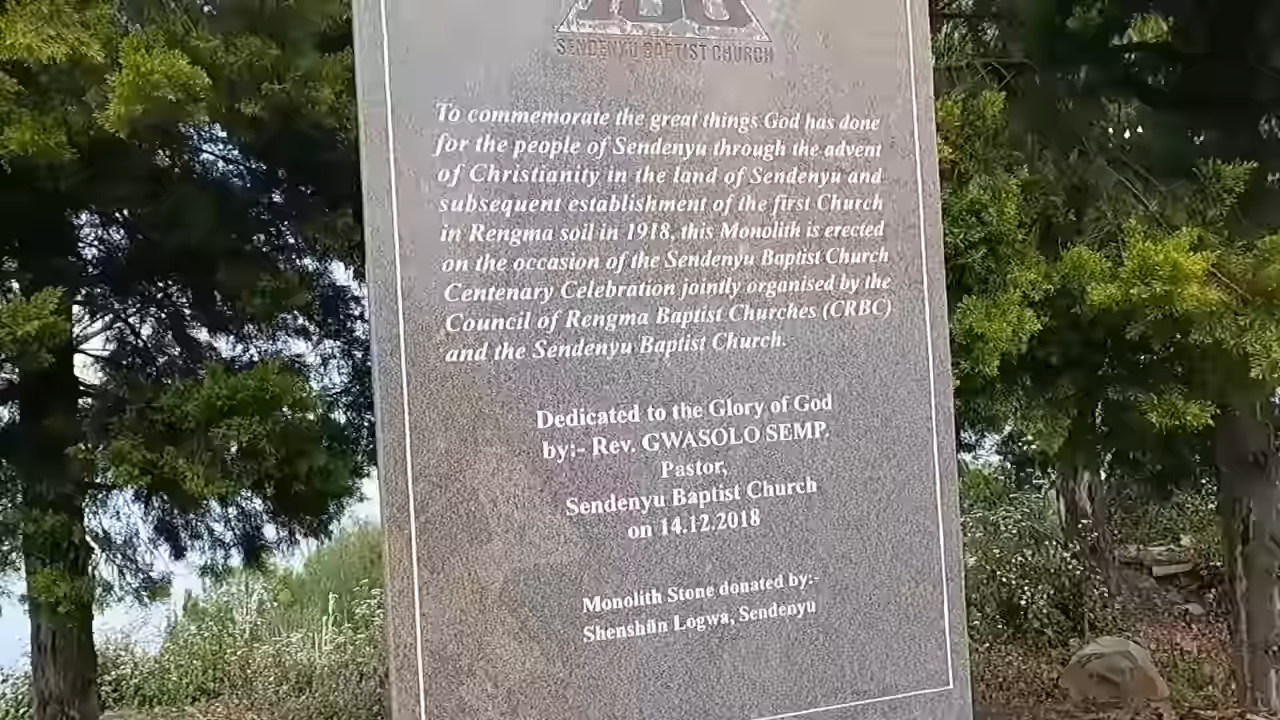 SENDENYU BAPTIST CHURCH
To commemorate the great things God has done
for the people of Sendenyu through the advent
of Christianity in the land of Sendenyu and
subsequent establishment of the first Church
in Rengma soil in 1918, this Monolith is erected
on the occasion of the Sendenyu Baptist Church
Centenary Celebration jointly organised by the
Council of Rengma Baptist Churches (CRBC)
and the Sendenyu Baptist Church.
Dedicated to the Glory of God
by:- Rev. GWASOLO SEMP.
Pastor,
Sendenyu Baptist Church
on 14.12.2018
Monolith Stone donated by:-
Shenshün Logwa, Sendenyu